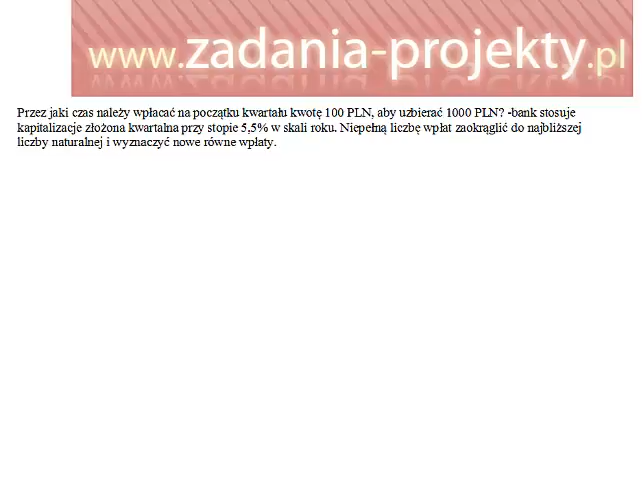 www.zadania-projekty.pl
Przez jaki czas należy wpłacać na początku kwartału kwotę 100 PLN, aby uzbierać 1000 PLN? -bank stosuje
kapitalizacje złożona kwartalna przy stopie 5,5% w skali roku. Niepełną liczbę wpłat zaokrąglić do najbliższej
liczby naturalnej i wyznaczyć nowe równe wpłaty.